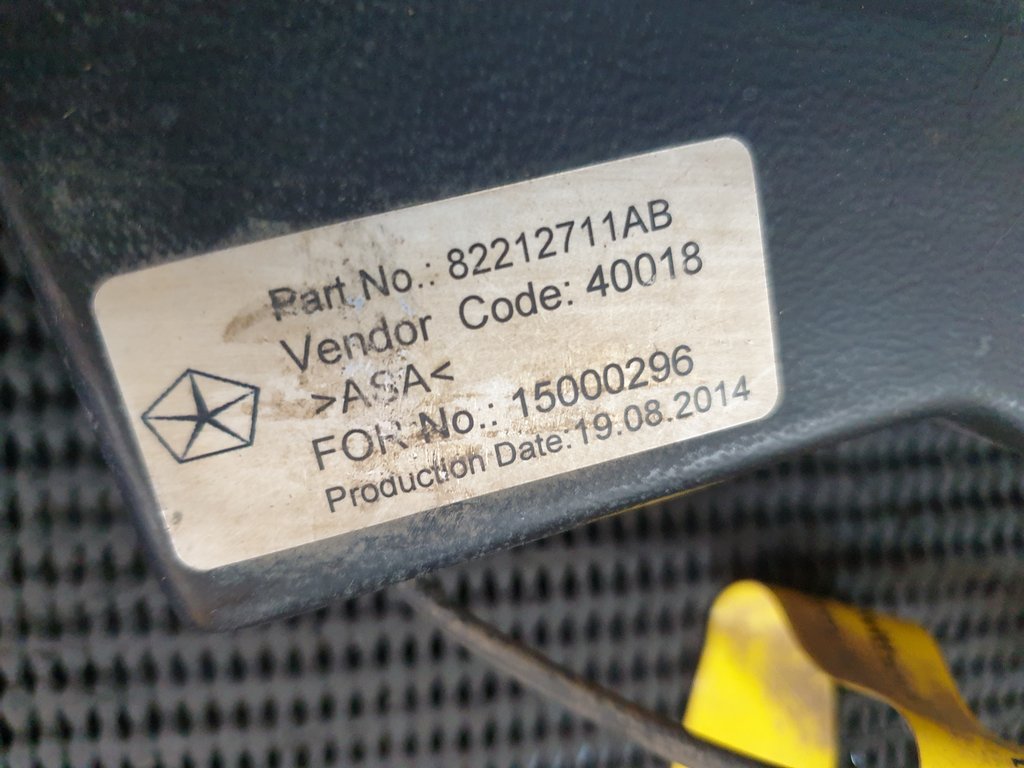 Part No.: 82212711AB
Vendor Code: 40018
>ASA<
FOR No.: 15000296
Production Date: 19.08.2014